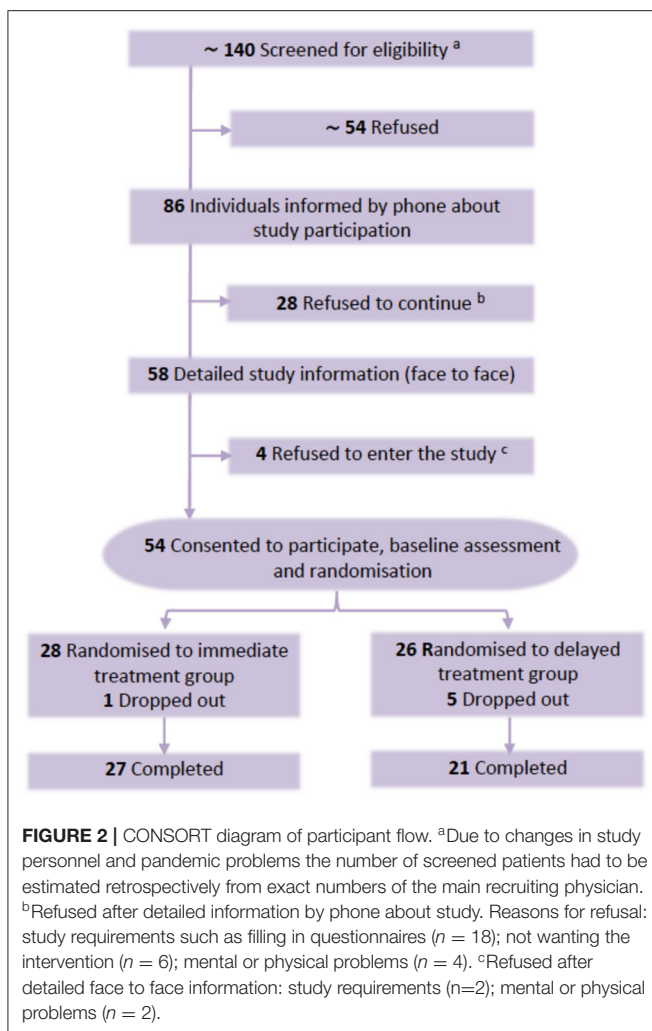 ~ 140 Screened for eligibility a
~ 54 Refused
86 Individuals informed by phone about
study participation
28 Refused to continue b
58 Detailed study information (face to face)
4 Refused to enter the study c
54 Consented to participate, baseline assessment
and randomisation
28 Randomised to immediate
treatment group
1 Dropped out
26 Randomised to delayed
treatment group
5 Dropped out
27 Completed
21 Completed
FIGURE 2 | CONSORT diagram of participant flow. aDue to changes in study
personnel and pandemic problems the number of screened patients had to be
estimated retrospectively from exact numbers of the main recruiting physician.
bRefused after detailed information by phone about study. Reasons for refusal:
study requirements such as filling in questionnaires (n = 18); not wanting the
intervention (n = 6); mental or physical problems (n = 4). cRefused after
detailed face to face information: study requirements (n=2); mental or physical
problems (n = 2).